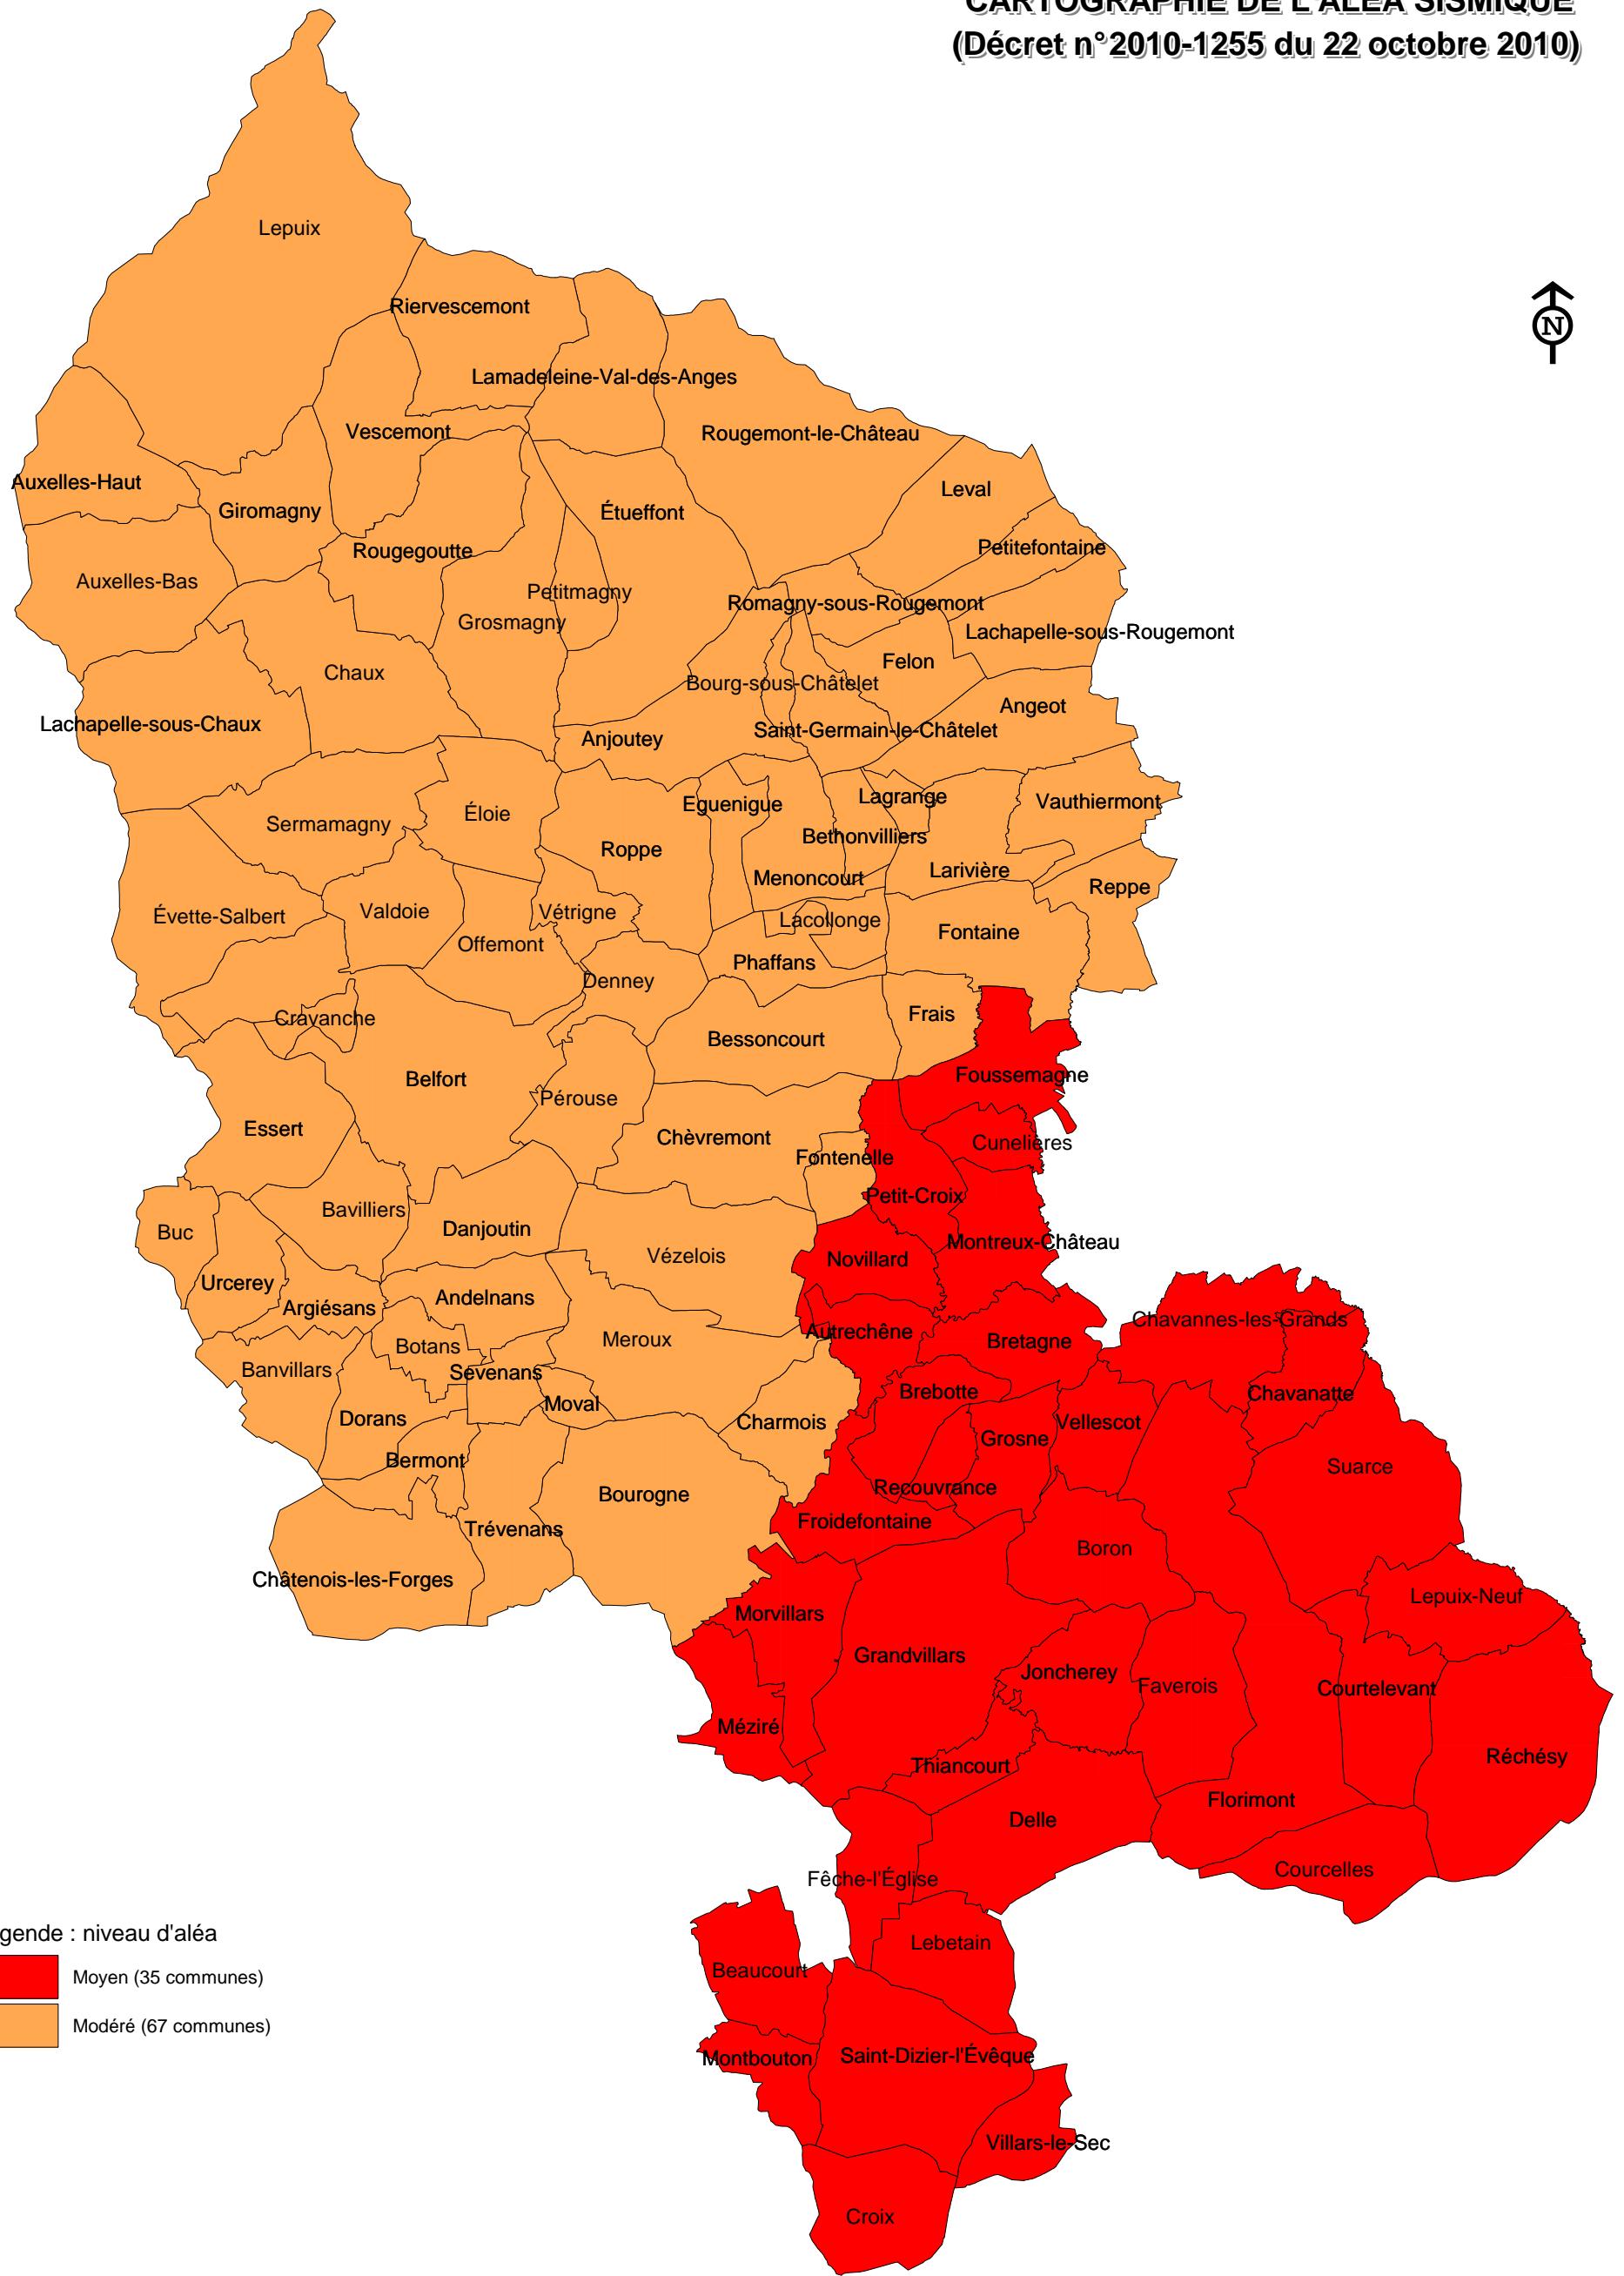 CARTOGRAPHIE DE L'ALEA SISMIQUE
(Décret n°2010-1255 du 22 octobre 2010)
Lepuix
N
Riervescemont
Lamadeleine-Val-des-Anges
Vescemont
Rougemont-le-Château
Auxelles-Haut
Leval
Giromagny
Étueffont
Rougegoutte
Petitefontaine
Auxelles-Bas
Petitmagny
Romagny-sous-Rougemont
Grosmagny
Lachapelle-sous-Rougemont
Felon
Chaux
Bourg-sous-Châtelet
Angeot
Lachapelle-sous-Chaux
Saint-Germain-le-Châtelet
Anjoutey
Lagrange
Vauthiermont
Eguenigue
Éloie
Sermamagny
Bethonvilliers
Roppe
Larivière
Menoncourt
Reppe
Valdoie
Vétrigne
Évette-Salbert
Lacollonge
Fontaine
Offemont
Phaffans
Denney
Frais
Cravanche
Bessoncourt
Foussemagne
Belfort
Pérouse
Essert
Chèvremont
Cunelières
Fontenelle
Petit-Croix
Bavilliers
Danjoutin
Buc
Montreux-Château
Vézelois
Novillard
Urcerey
Andelnans
Argiésans
Chavannes-les-Grands
Autrechêne
Meroux
Bretagne
Botans
Banvillars
Sévenans
Brebotte
Chavanatte
Moval
Dorans
Charmois
Vellescot
Grosne
Bermont
Suarce
Recouvrance
Bourogne
Froidefontaine
Trévenans
Boron
Châtenois-les-Forges
Lepuix-Neuf
Morvillars
Grandvillars
Joncherey
Faverois
Courtelevant
Méziré
Réchésy
Thiancourt
Florimont
Delle
Courcelles
Fêche-l'Église
gende : niveau d'aléa
Lebetain
Beaucourt
Moyen (35 communes)
Modéré (67 communes)
Saint-Dizier-l'Évêque
Montbouton
Villars-le-Sec
Croix